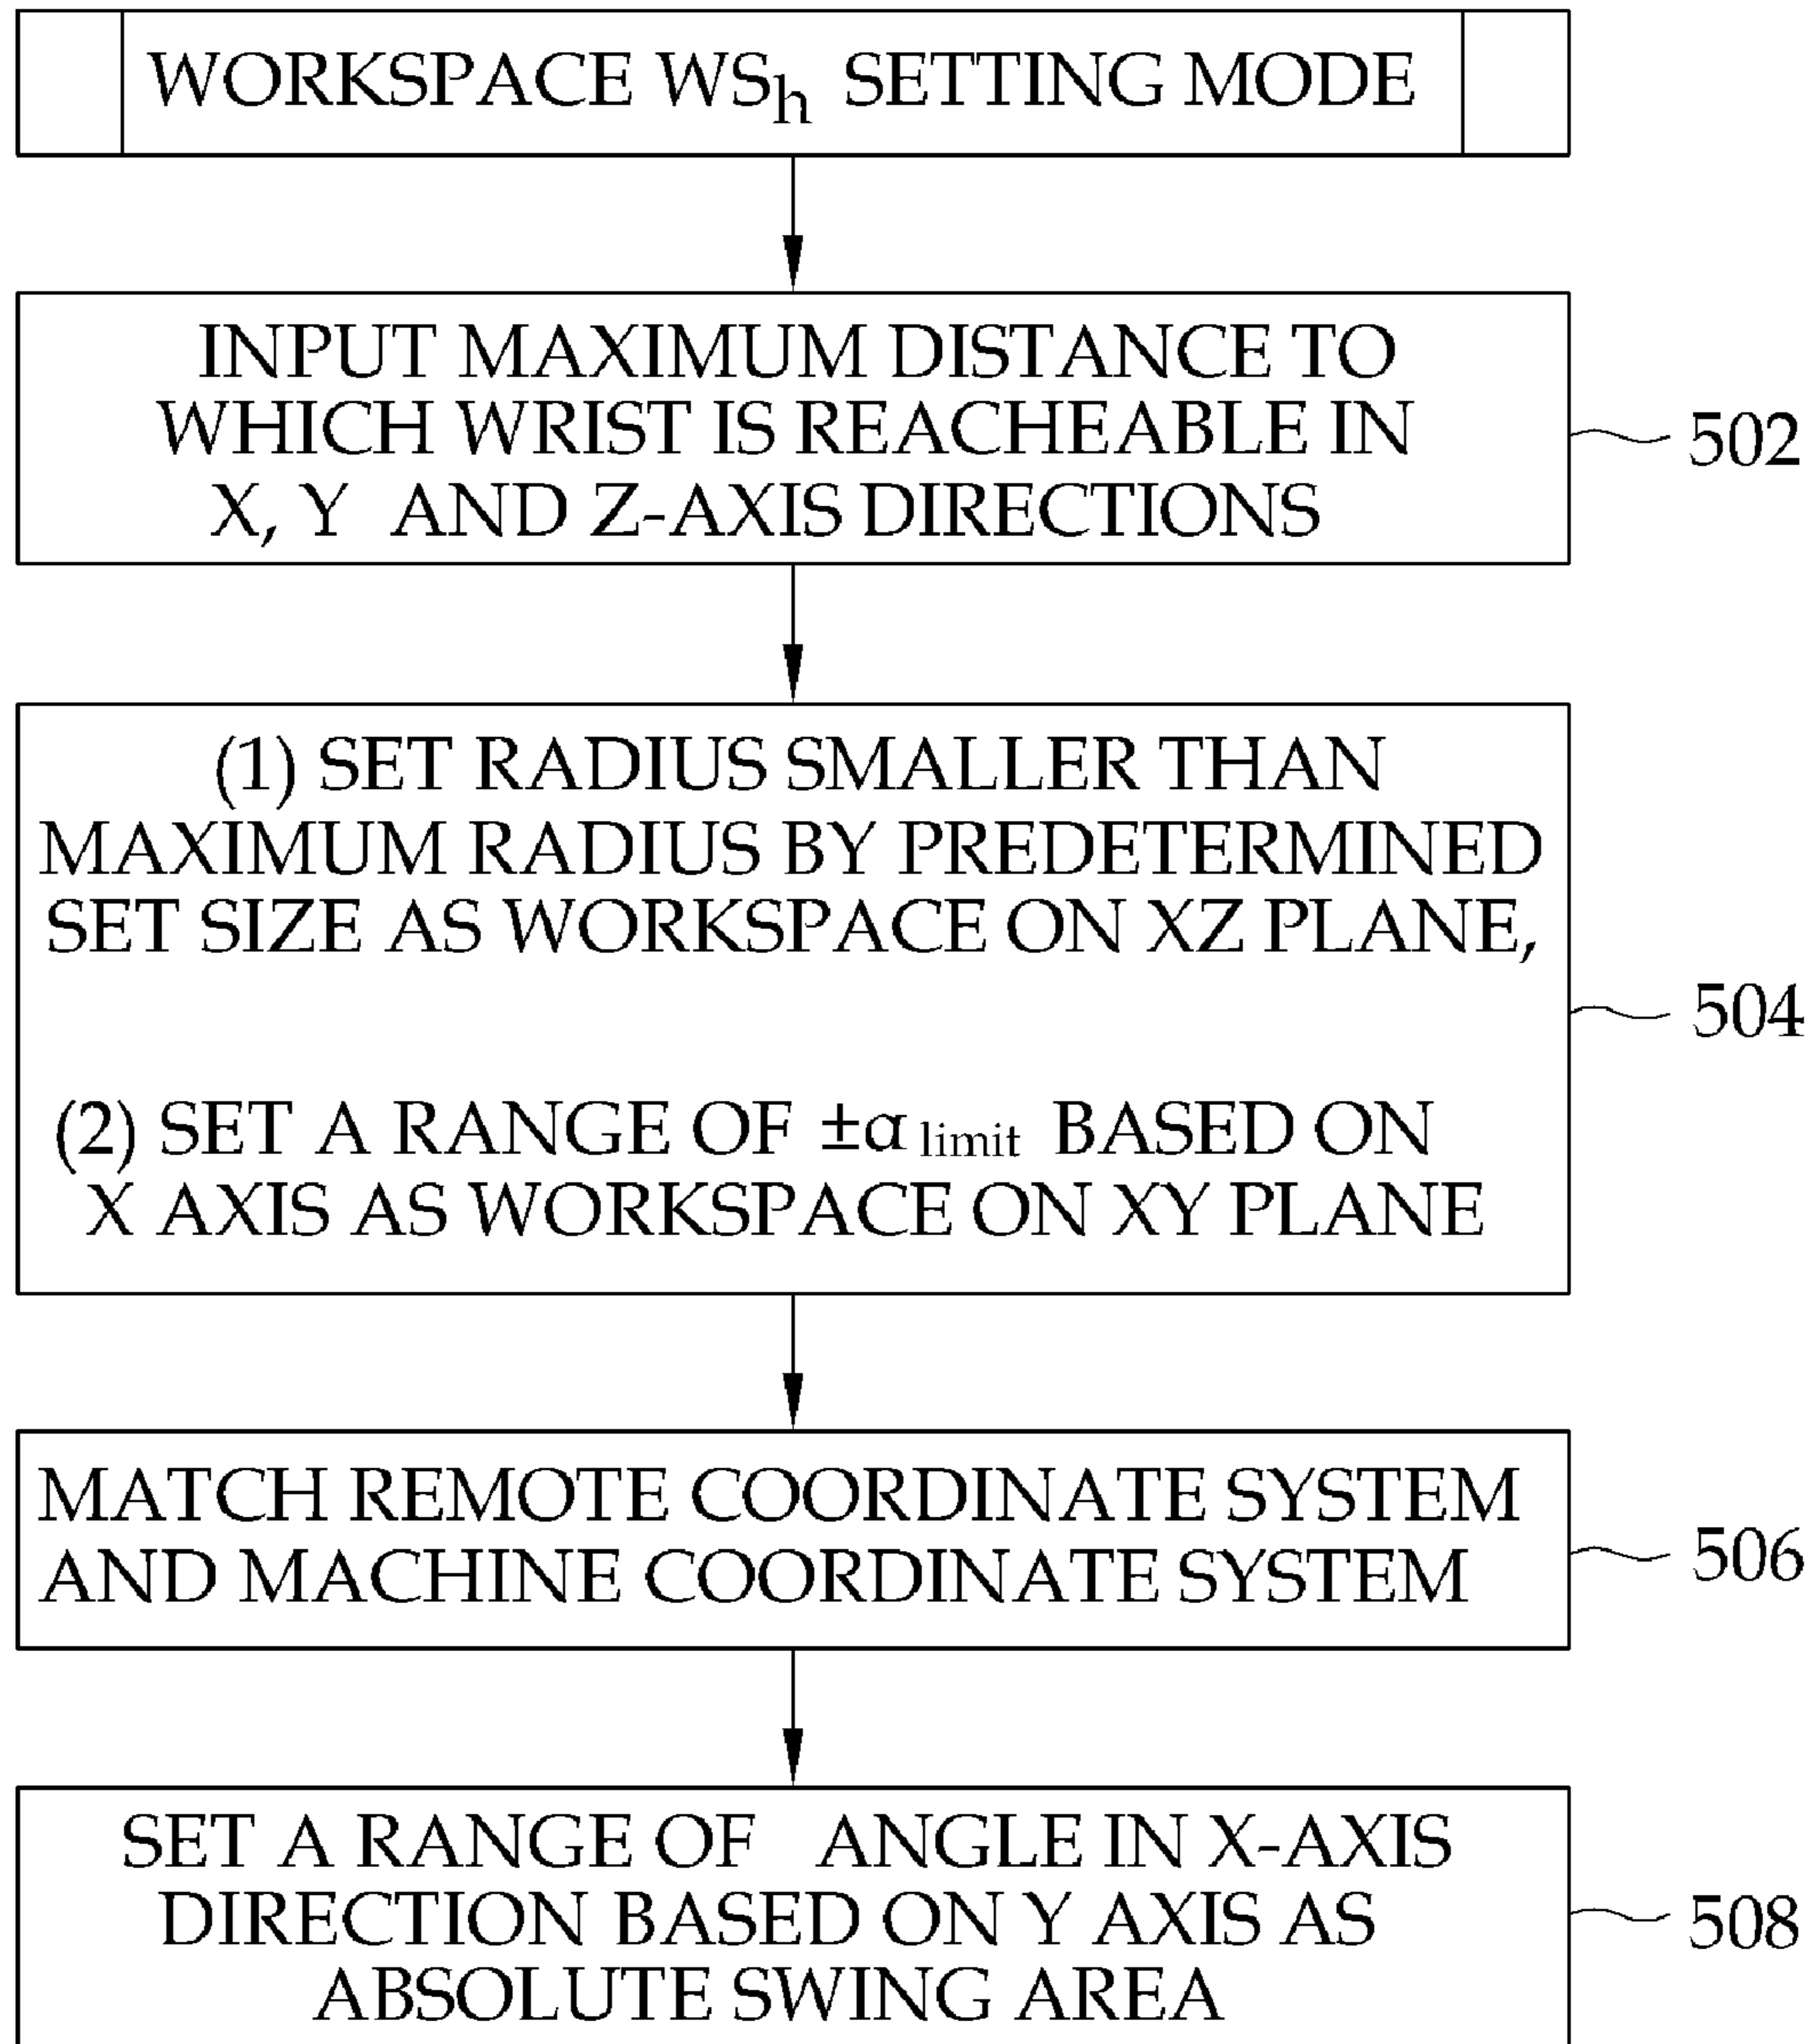 WORKSPACE WSh SETTING MODE
INPUT MAXIMUM DISTANCE TO
WHICH WRIST IS REACHEABLE IN
X, Y AND Z-AXIS DIRECTIONS
502
(1) SET RADIUS SMALLER THAN
MAXIMUM RADIUS BY PREDETERMINED
SET SIZE AS WORKSPACE ON XZ PLANE,
504
(2) SET A RANGE OF ±α limit BASED ON
X AXIS AS WORKSPACE ON XY PLANE
MATCH REMOTE COORDINATE SYSTEM
AND MACHINE COORDINATE SYSTEM
506
SET A RANGE OF ANGLE IN X-AXIS
DIRECTION BASED ON Y AXIS AS
ABSOLUTE SWING AREA
508